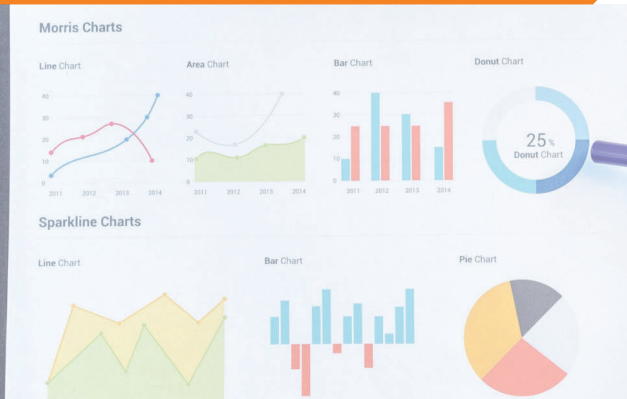 Morris Charts
Line Chart
Area Chart
Bar Chart
Donut Chart
40
30
20
10
0
2011 2012 2013 2014
40
30
20
10
0
2011 2012 2013 2014
40
30
20
10
0
2011 2012 2013 2014
25 %
Donut Chart
Sparkline Charts
Line Chart
Bar Chart
Pie Chart